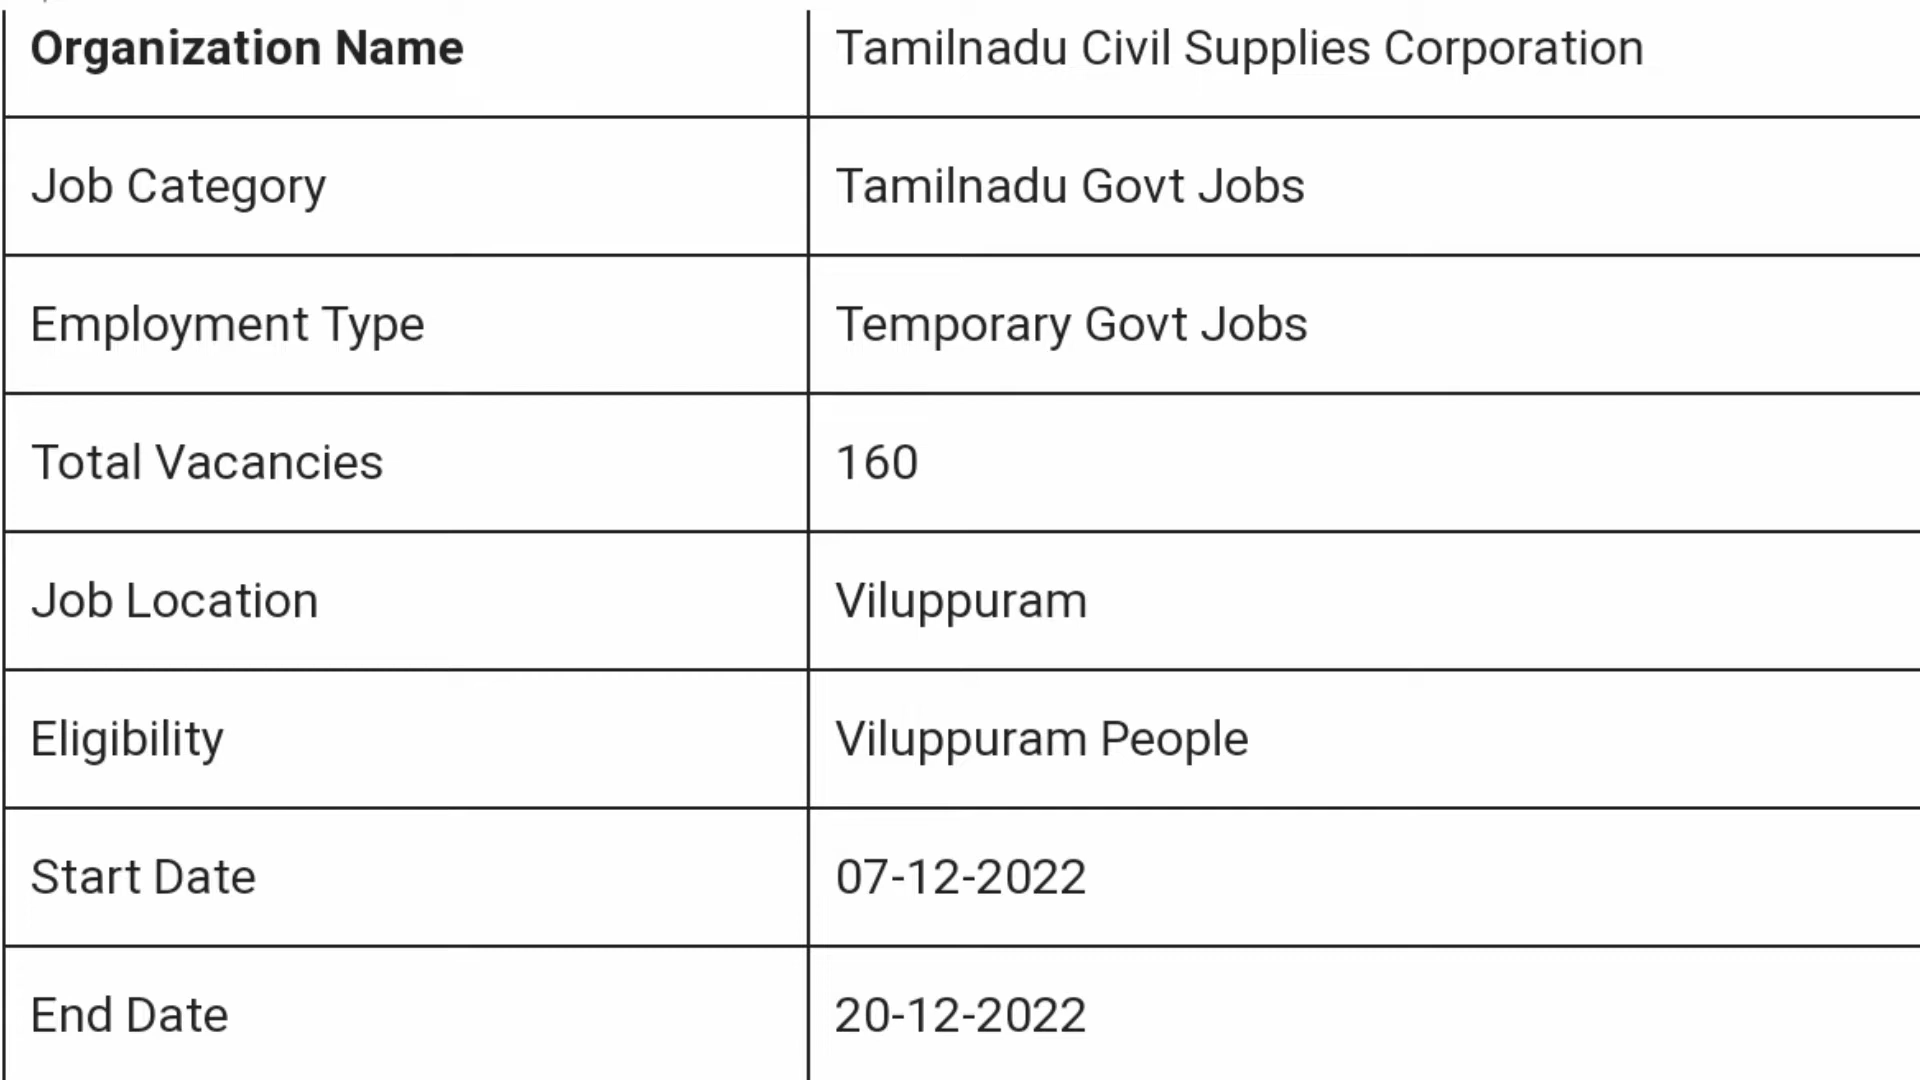 Organization Name Tamilnadu Civil Supplies Corporation
Job Category Tamilnadu Govt Jobs
Employment Type Temporary Govt Jobs
Total Vacancies 160
Job Location Viluppuram
Eligibility Viluppuram People
Start Date 07-12-2022
End Date 20-12-2022